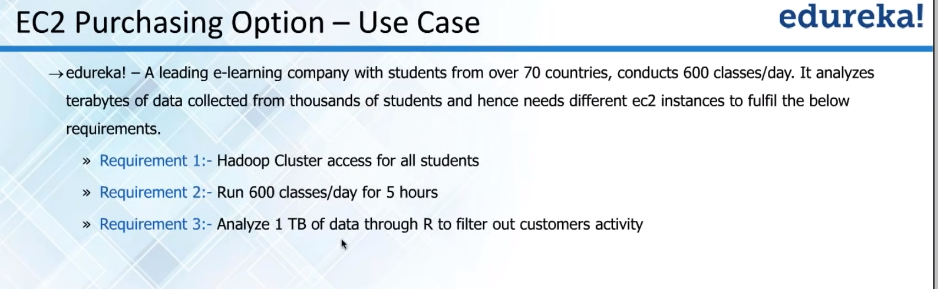 EC2 Purchasing Option – Use Case
edureka!
→edureka! – A leading e-learning company with students from over 70 countries, conducts 600 classes/day. It analyzes
terabytes of data collected from thousands of students and hence needs different ec2 instances to fulfil the below
requirements.
» Requirement 1:- Hadoop Cluster access for all students
» Requirement 2:- Run 600 classes/day for 5 hours
» Requirement 3:- Analyze 1 TB of data through R to filter out customers activity